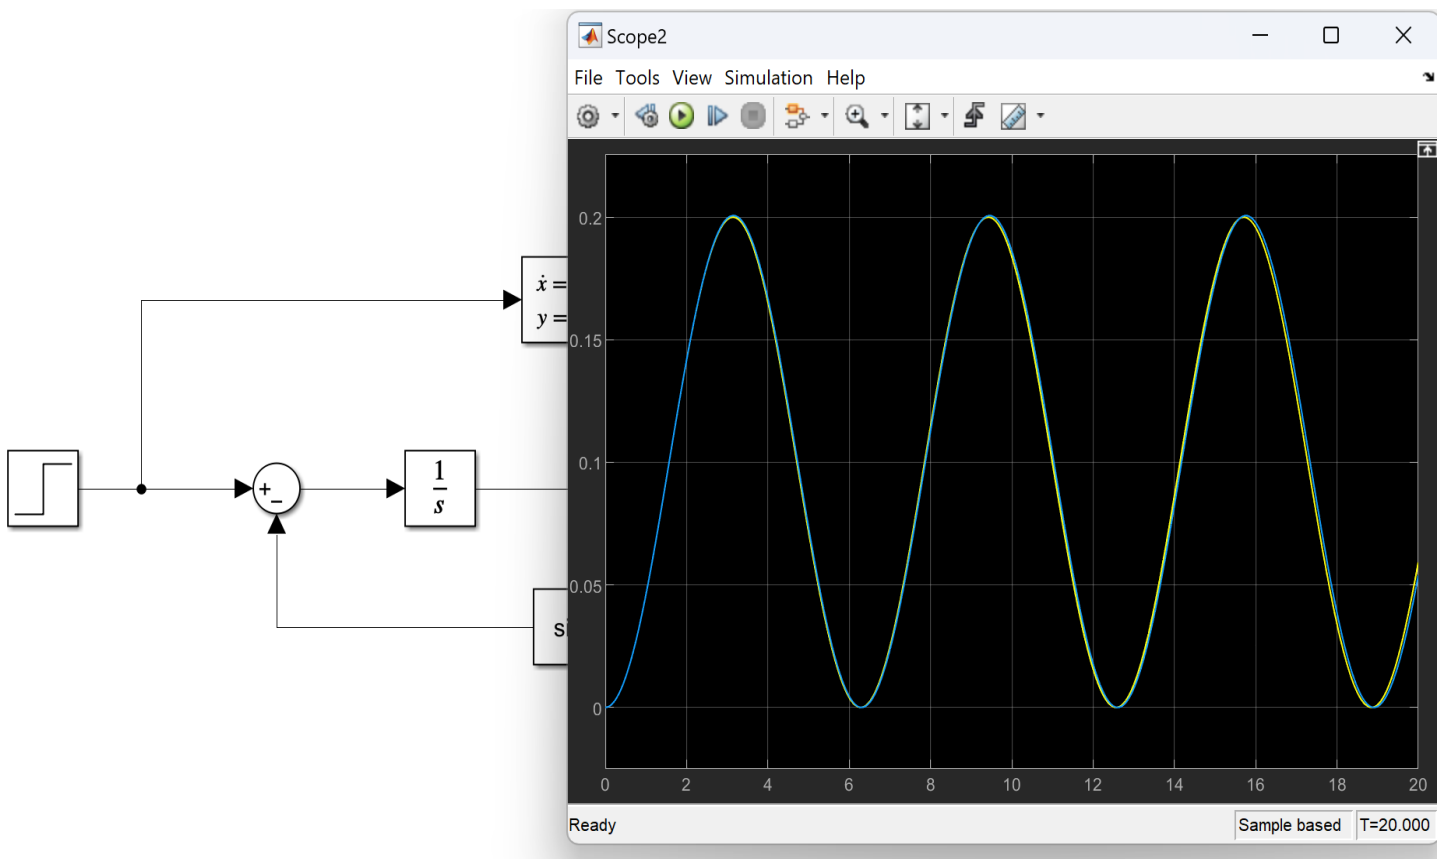 Scope2
File Tools View Simulation Help
0.2
0.15
0.1
0.05
0
0 2 4 6 8 10 12 14 16 18 20
Ready Sample based T=20.000
ẋ =
y =
+
−
1
s
si